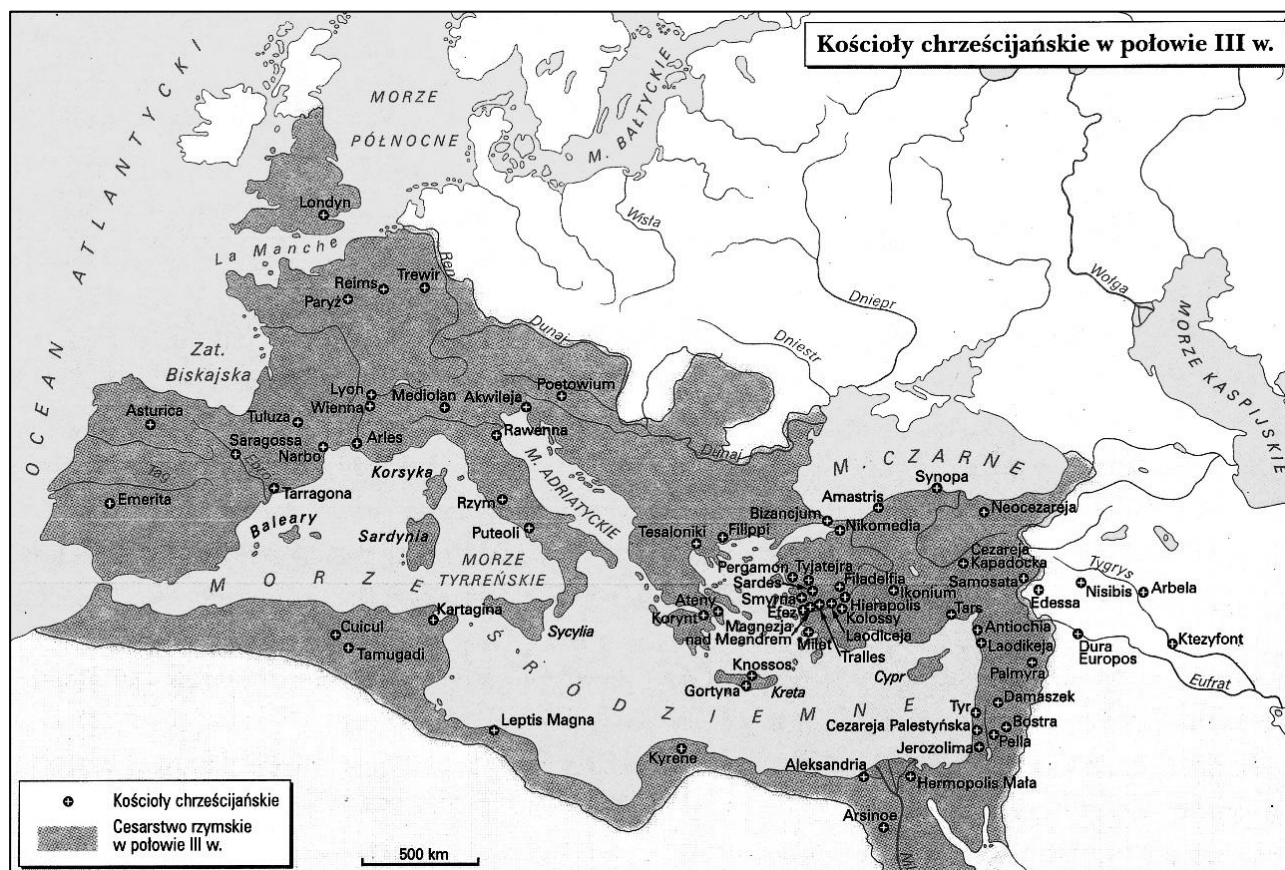 Kościoły chrześcijańskie w połowie III w.
OCEAN ATLANTYCKI
MORZE
PÓŁNOCNE
M. BAŁTYCKIE
Londyn
La Manche
Wisła
Ren
Reims
Trewir
Paryż
Dniepr
Wołga
Dunaj
Dniestr
MORZE KASPIJSKIE
Zat.
Biskajska
Lyon
Wienna
Mediolan
Akwileja
Poetowium
Asturica
Tuluza
Saragossa
Narbo
Arles
Rawenna
Dunaj
Ebro
Tag
Korsyka
M. ADRIATYCKIE
M. CZARNE
Synopa
Emerita
Tarragona
Rzym
Amastris
Neocezareja
Baleary
Sardynia
Puteoli
Bizancjum
Nikomedia
Tesaloniki
Filippi
MORZE
TYRREŃSKIE
Cezareja
Kapadocka
Tygrys
Pergamon
Tyjatejra
Sardes
Filadelfia
Samosata
Ikonium
Nisibis
Arbela
Smyrna
Edessa
MORZE ŚRÓDZIEMNE
Kartagina
Ateny
Efez
Hierapolis
Tars
Korynt
Kolossy
Cuicul
Sycylia
Magnezja
nad Meandrem
Laodiceja
Antiochia
Ktezyfont
Tamugadi
Milet
Laodikeja
Dura
Europos
Tralles
Knossos
Palmyra
Eufrat
Gortyna
Kreta
Cypr
Damaszek
Leptis Magna
Tyr
Bostra
Cezareja Palestyńska
Pella
Kyrene
Jerozolima
Aleksandria
Hermopolis Mała
Arsinoe
Kościoły chrześcijańskie
Cesarstwo rzymskie
w połowie III w.
500 km